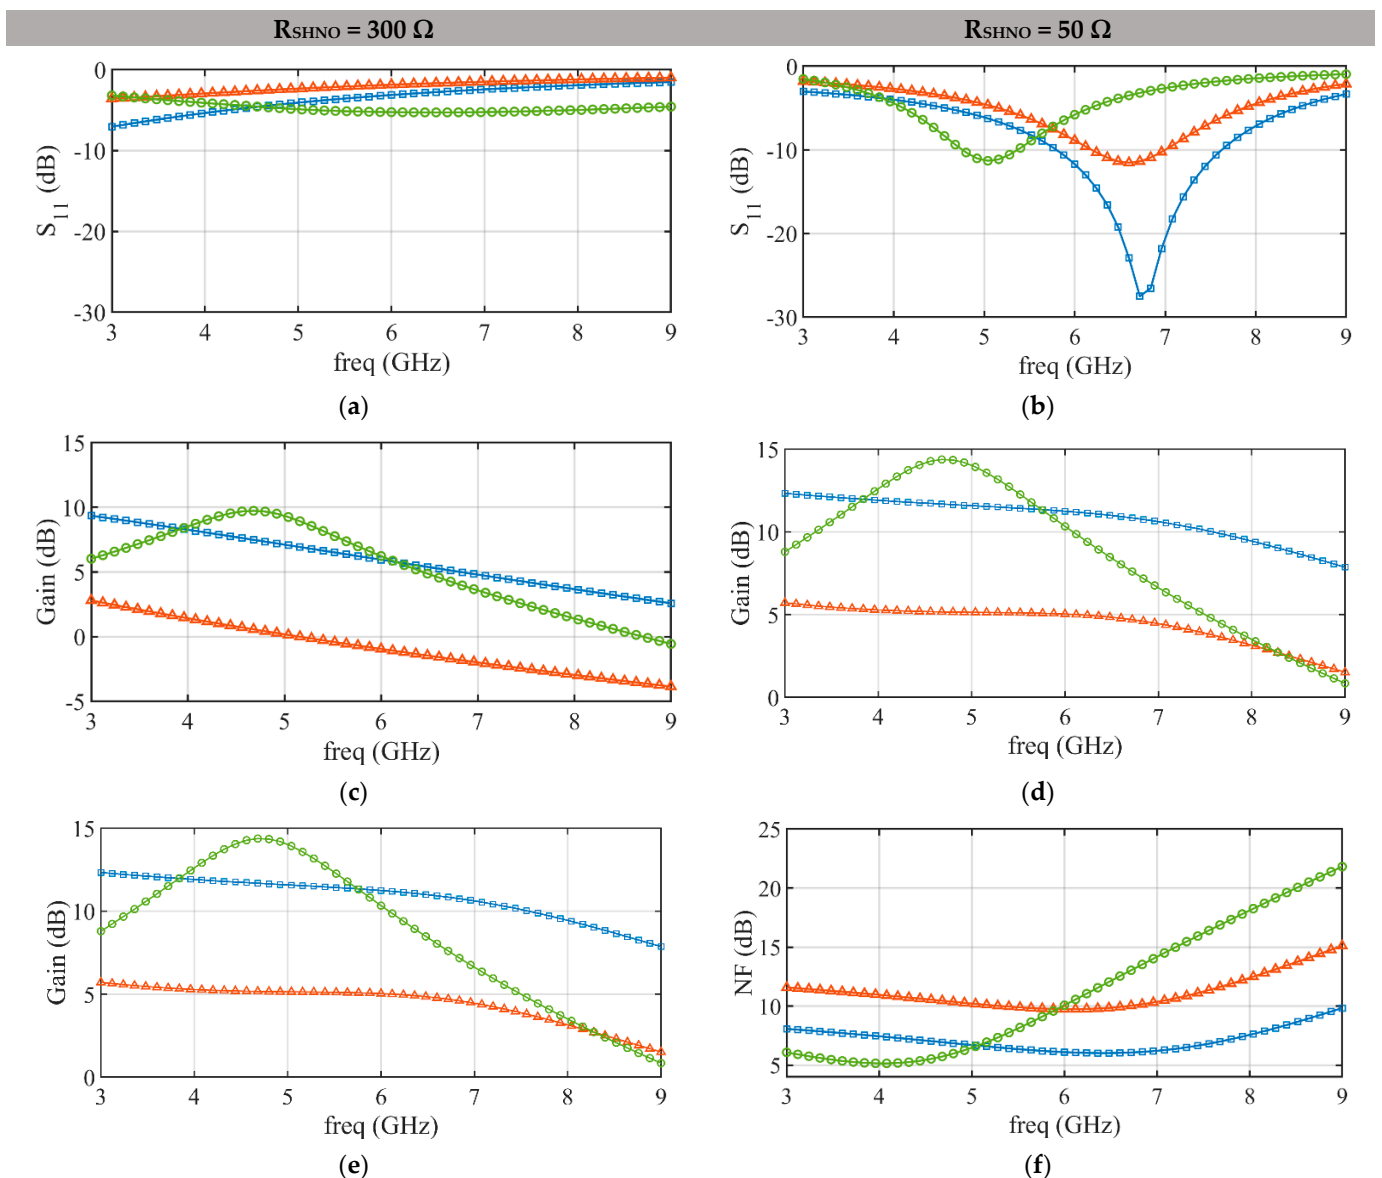 RSHNO = 300 Ω RSHNO = 50 Ω
0
-10
-20
-30
S11 (dB)
3 4 5 6 7 8 9
freq (GHz)
(a)
0
-10
-20
-30
S11 (dB)
3 4 5 6 7 8 9
freq (GHz)
(b)
15
10
5
0
-5
Gain (dB)
3 4 5 6 7 8 9
freq (GHz)
(c)
15
10
5
0
Gain (dB)
3 4 5 6 7 8 9
freq (GHz)
(d)
15
10
5
0
Gain (dB)
3 4 5 6 7 8 9
freq (GHz)
(e)
25
20
15
10
5
NF (dB)
3 4 5 6 7 8 9
freq (GHz)
(f)